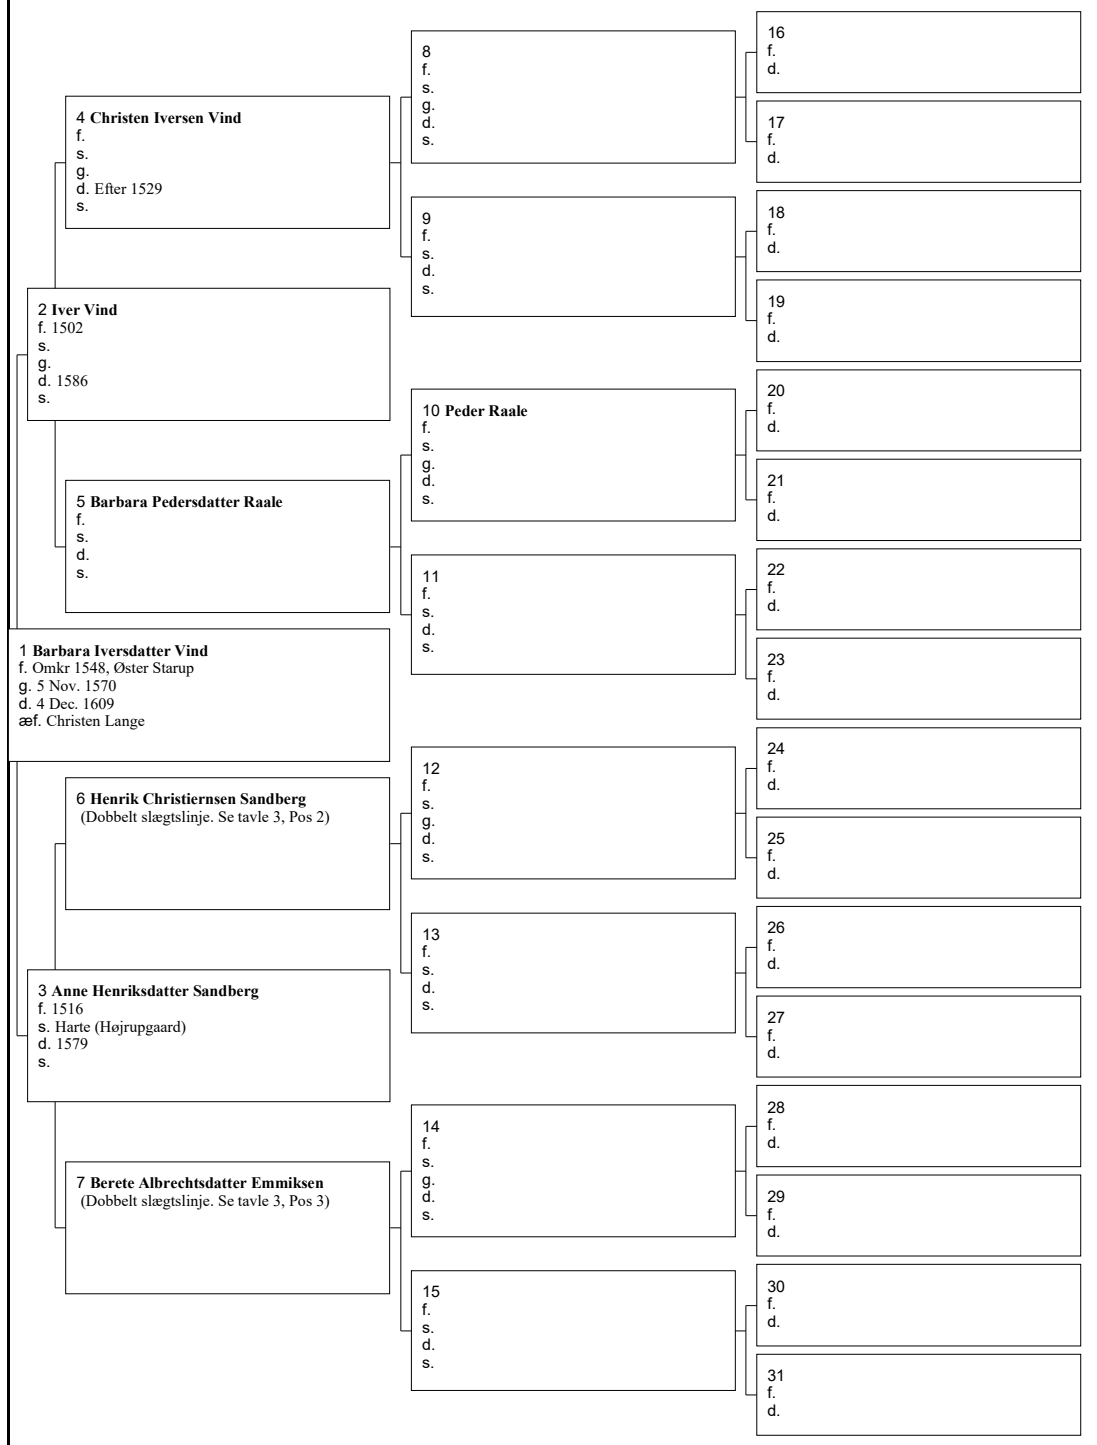 4 Christen Iversen Vind
f.
s.
g.
d. Efter 1529
s.
2 Iver Vind
f. 1502
s.
g.
d. 1586
s.
5 Barbara Pedersdatter Raale
f.
s.
d.
s.
1 Barbara Iversdatter Vind
f. Omkr 1548, Øster Starup
g. 5 Nov. 1570
d. 4 Dec. 1609
æf. Christen Lange
6 Henrik Christiernsen Sandberg
(Dobbelt slægtslinje. Se tavle 3, Pos 2)
3 Anne Henriksdatter Sandberg
f. 1516
s. Harte (Højrupgaard)
d. 1579
s.
7 Berete Albrechtsdatter Emmiksen
(Dobbelt slægtslinje. Se tavle 3, Pos 3)
8
f.
s.
g.
d.
s.
9
f.
s.
d.
s.
10 Peder Raale
f.
s.
g.
d.
s.
11
f.
s.
d.
s.
12
f.
s.
g.
d.
s.
13
f.
s.
d.
s.
14
f.
s.
g.
d.
s.
15
f.
s.
d.
s.
16
f.
d.
17
f.
d.
18
f.
d.
19
f.
d.
20
f.
d.
21
f.
d.
22
f.
d.
23
f.
d.
24
f.
d.
25
f.
d.
26
f.
d.
27
f.
d.
28
f.
d.
29
f.
d.
30
f.
d.
31
f.
d.